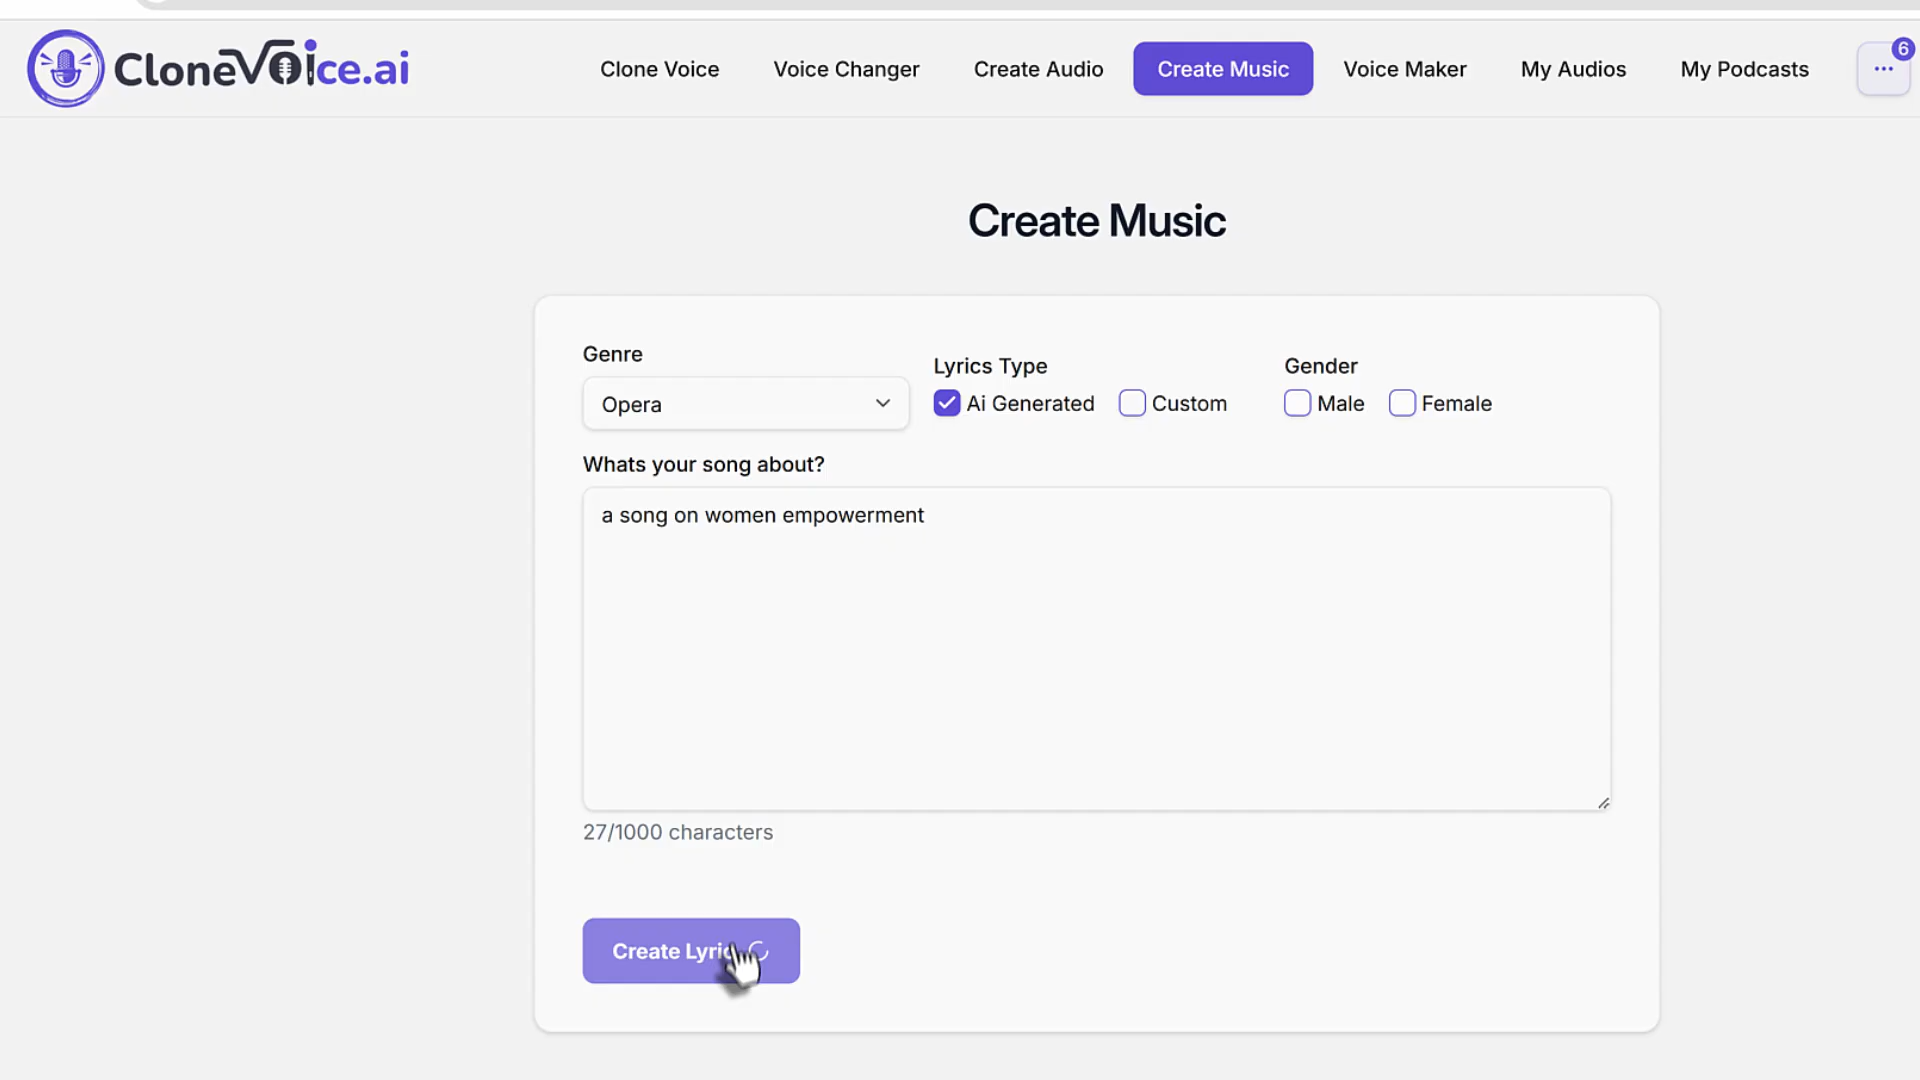 CloneVoice.ai
Clone Voice
Voice Changer
Create Audio
Create Music
Voice Maker
My Audios
My Podcasts
6
Create Music
Genre
Opera
Lyrics Type
Ai Generated
Custom
Gender
Male
Female
Whats your song about?
a song on women empowerment
27/1000 characters
Create